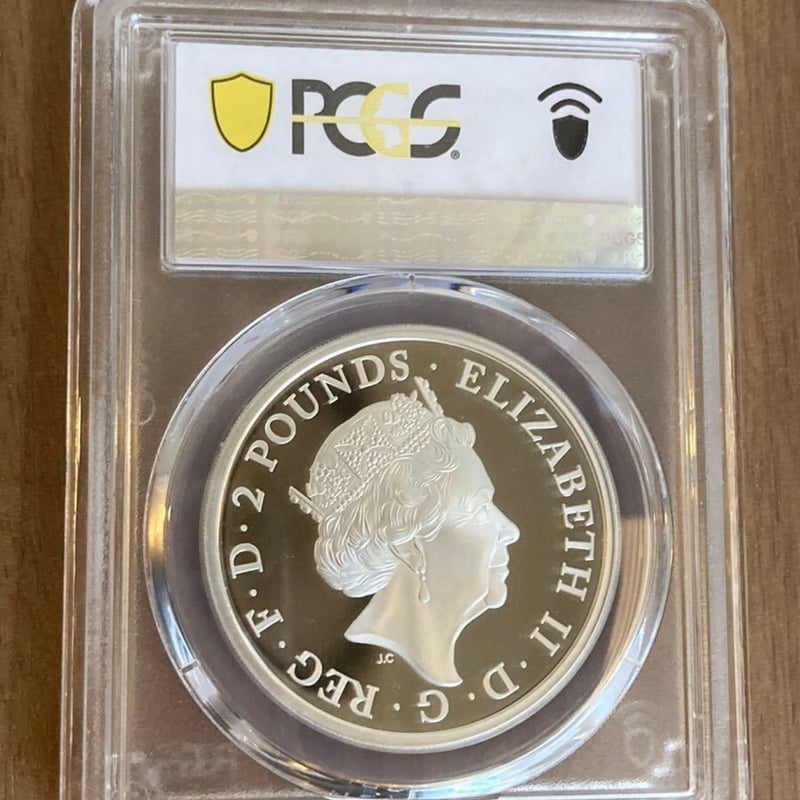 PCGS
ELIZABETH II · D · G · REG · F · D · 2 POUNDS ·
J.C